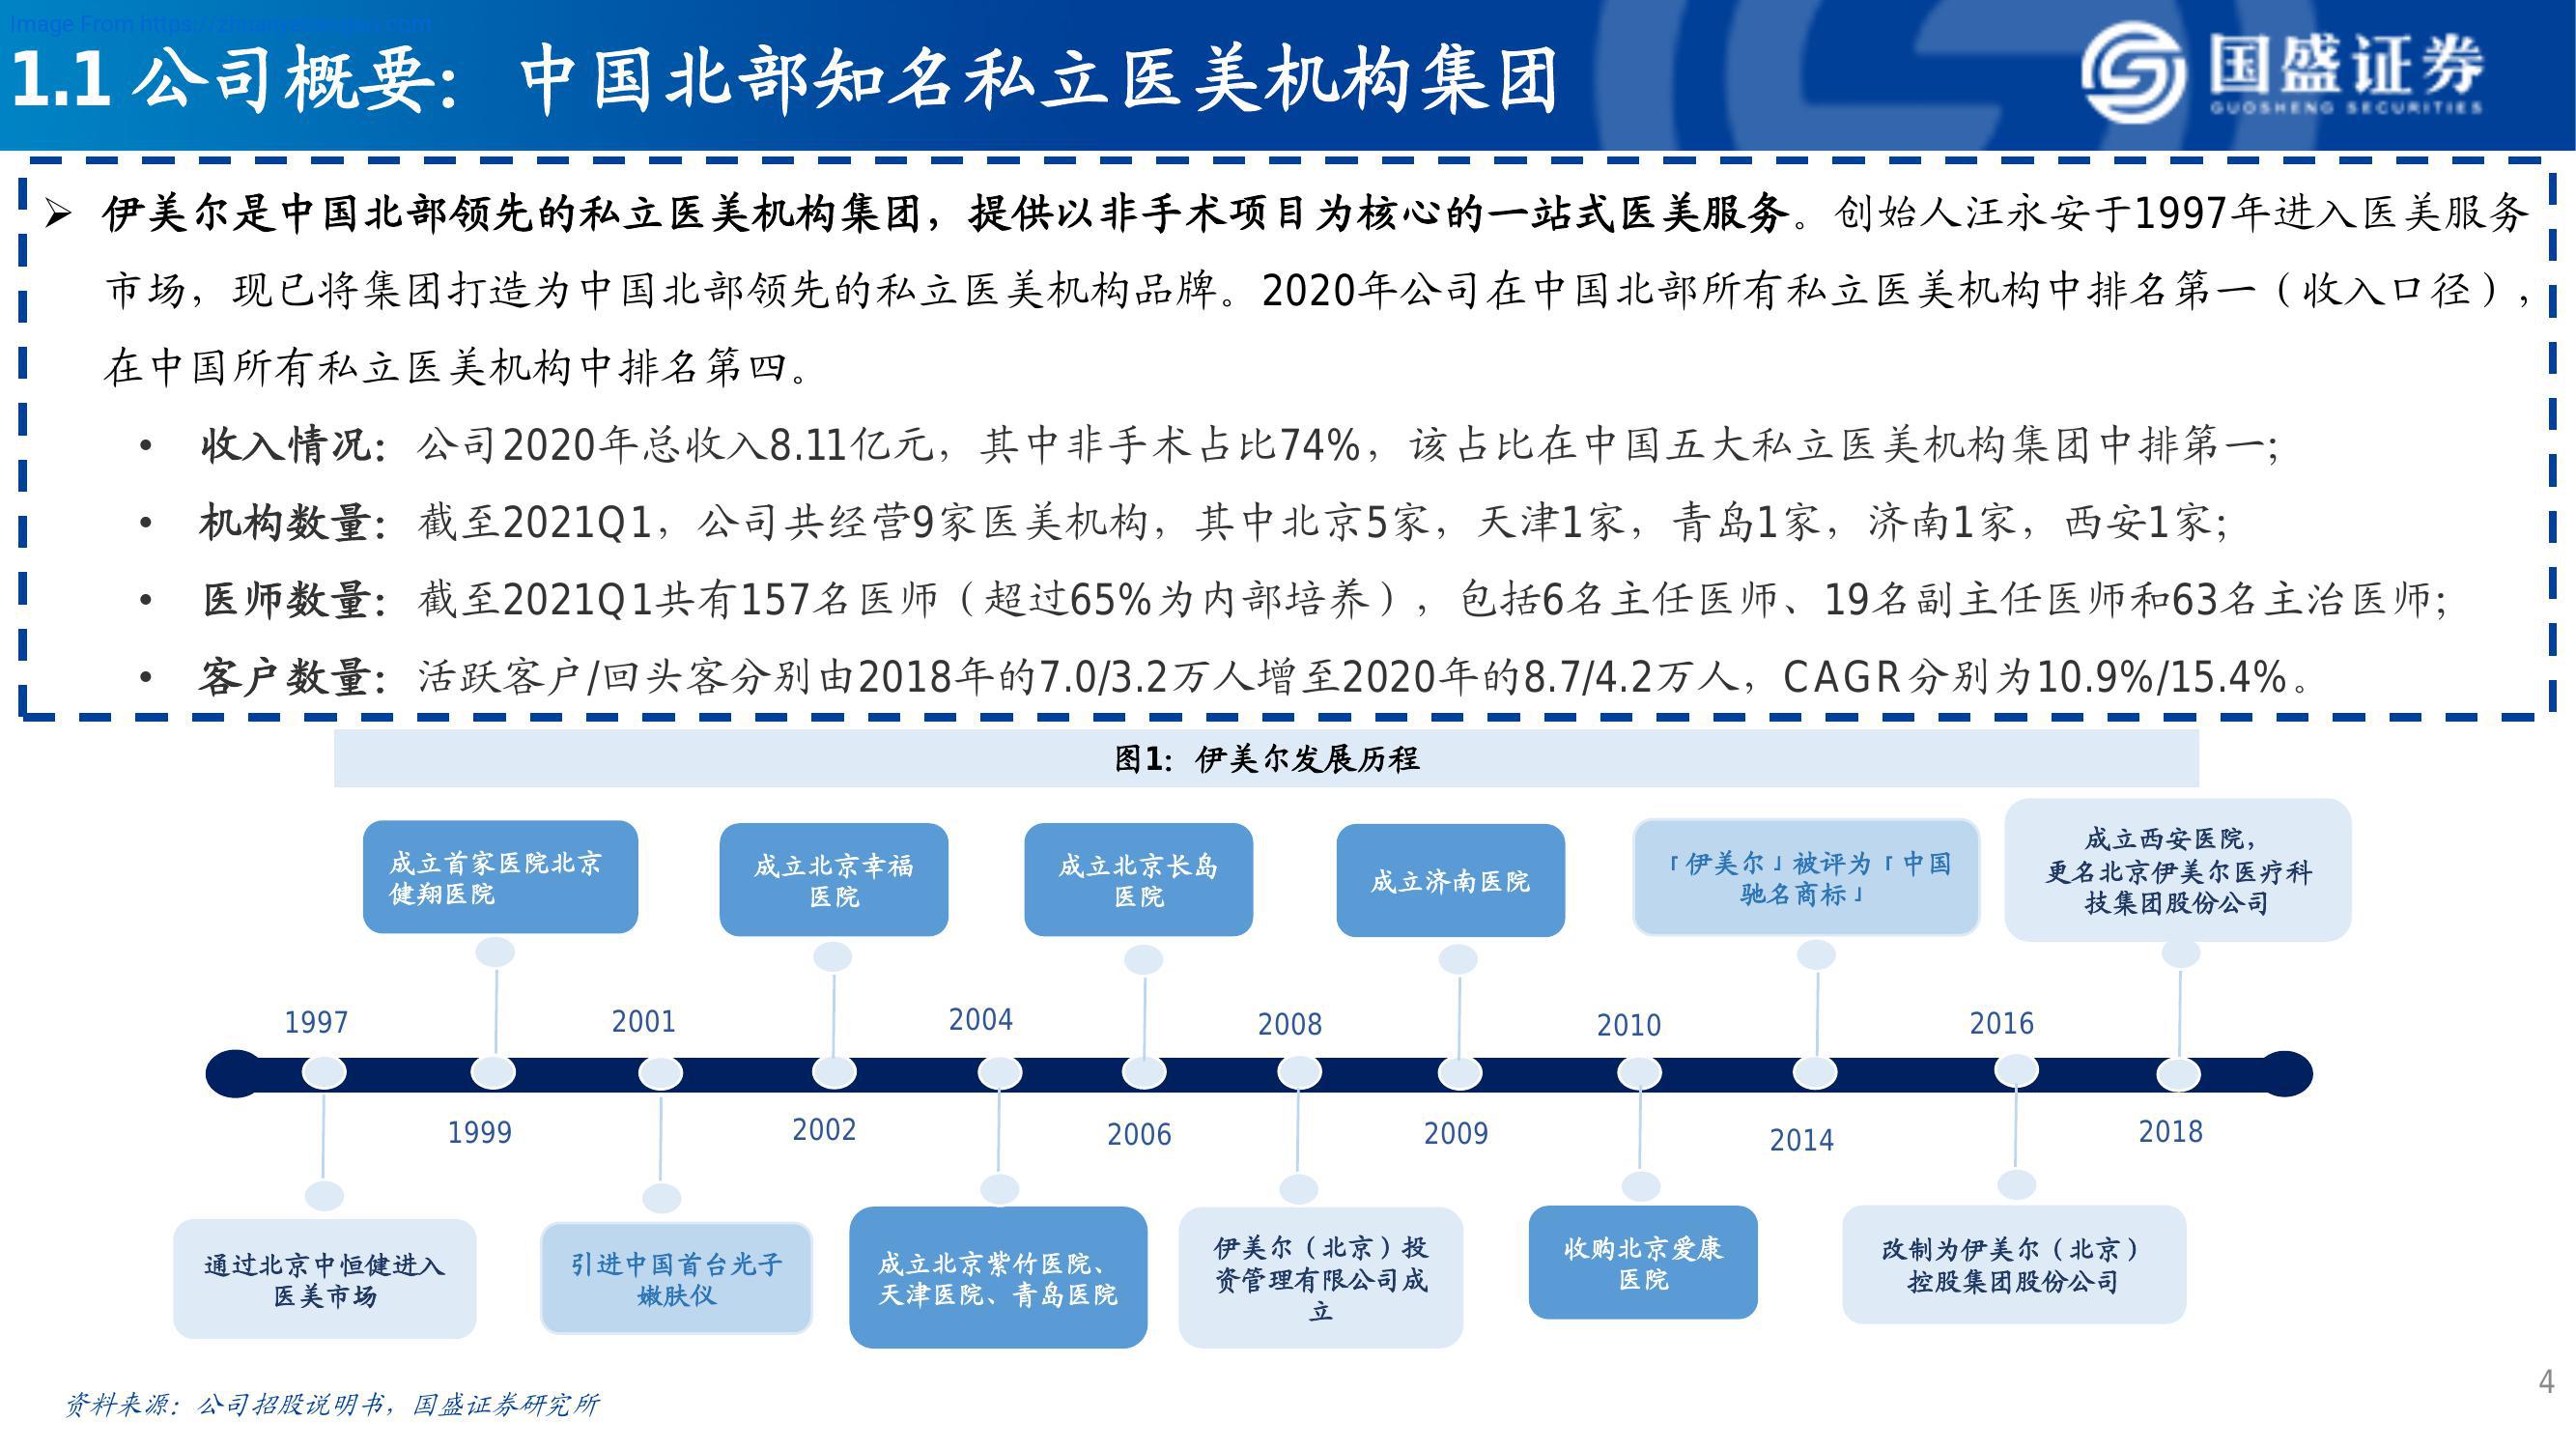 1.1 公司概要：中国北部知名私立医美机构集团
国盛证券
GUOSHENG SECURITIES
➢ 伊美尔是中国北部领先的私立医美机构集团，提供以非手术项目为核心的一站式医美服务。创始人汪永安于1997年进入医美服务
市场，现已将集团打造为中国北部领先的私立医美机构品牌。2020年公司在中国北部所有私立医美机构中排名第一（收入口径），
在中国所有私立医美机构中排名第四。
• 收入情况：公司2020年总收入8.11亿元，其中非手术占比74%，该占比在中国五大私立医美机构集团中排第一；
• 机构数量：截至2021Q1，公司共经营9家医美机构，其中北京5家，天津1家，青岛1家，济南1家，西安1家；
• 医师数量：截至2021Q1共有157名医师（超过65%为内部培养），包括6名主任医师、19名副主任医师和63名主治医师；
• 客户数量：活跃客户/回头客分别由2018年的7.0/3.2万人增至2020年的8.7/4.2万人，CAGR分别为10.9%/15.4%。
图1：伊美尔发展历程
成立首家医院北京
健翔医院
成立北京幸福
医院
成立北京长岛
医院
成立济南医院
「伊美尔」被评为「中国
驰名商标」
成立西安医院，
更名北京伊美尔医疗科
技集团股份公司
1997
2001
2004
2008
2010
2016
1999
2002
2006
2009
2014
2018
通过北京中恒健进入
医美市场
引进中国首台光子
嫩肤仪
成立北京紫竹医院、
天津医院、青岛医院
伊美尔（北京）投
资管理有限公司成
立
收购北京爱康
医院
改制为伊美尔（北京）
控股集团股份公司
资料来源：公司招股说明书，国盛证券研究所
4